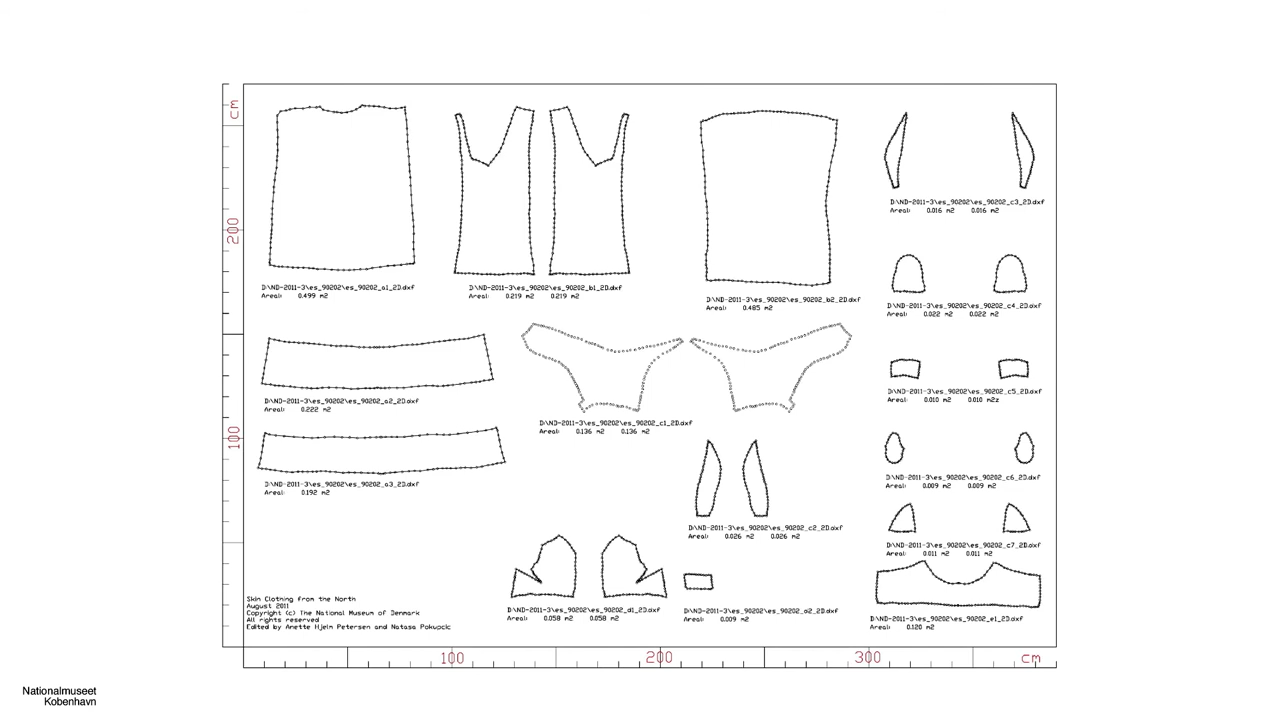 cm
200
100
D:\ND-2011-3\es_90202\es_90202_a1_2D.dxf
Areal: 0.499 m2
D:\ND-2011-3\es_90202\es_90202_b1_2D.dxf
Areal: 0.219 m2 0.219 m2
D:\ND-2011-3\es_90202\es_90202_b2_2D.dxf
Areal: 0.485 m2
D:\ND-2011-3\es_90202\es_90202_c3_2D.dxf
Areal: 0.016 m2 0.016 m2
D:\ND-2011-3\es_90202\es_90202_c4_2D.dxf
Areal: 0.022 m2 0.022 m2
D:\ND-2011-3\es_90202\es_90202_a2_2D.dxf
Areal: 0.222 m2
D:\ND-2011-3\es_90202\es_90202_c1_2D.dxf
Areal: 0.136 m2 0.136 m2
D:\ND-2011-3\es_90202\es_90202_c5_2D.dxf
Areal: 0.010 m2 0.010 m2z
D:\ND-2011-3\es_90202\es_90202_a3_2D.dxf
Areal: 0.192 m2
D:\ND-2011-3\es_90202\es_90202_c6_2D.dxf
Areal: 0.009 m2 0.009 m2
D:\ND-2011-3\es_90202\es_90202_c2_2D.dxf
Areal: 0.026 m2 0.026 m2
D:\ND-2011-3\es_90202\es_90202_c7_2D.dxf
Areal: 0.011 m2 0.011 m2
D:\ND-2011-3\es_90202\es_90202_d1_2D.dxf
Areal: 0.058 m2 0.058 m2
D:\ND-2011-3\es_90202\es_90202_d2_2D.dxf
Areal: 0.009 m2
D:\ND-2011-3\es_90202\es_90202_e1_2D.dxf
Areal: 0.120 m2
Skin Clotning from the North
August 2011
Copyright (c) The National Museum of Denmark
All rights reserved
Edited by Anette Hjelm Petersen and Natasa Pokupcic
100 200 300 cm
Nationalmuseet
Kobenhavn